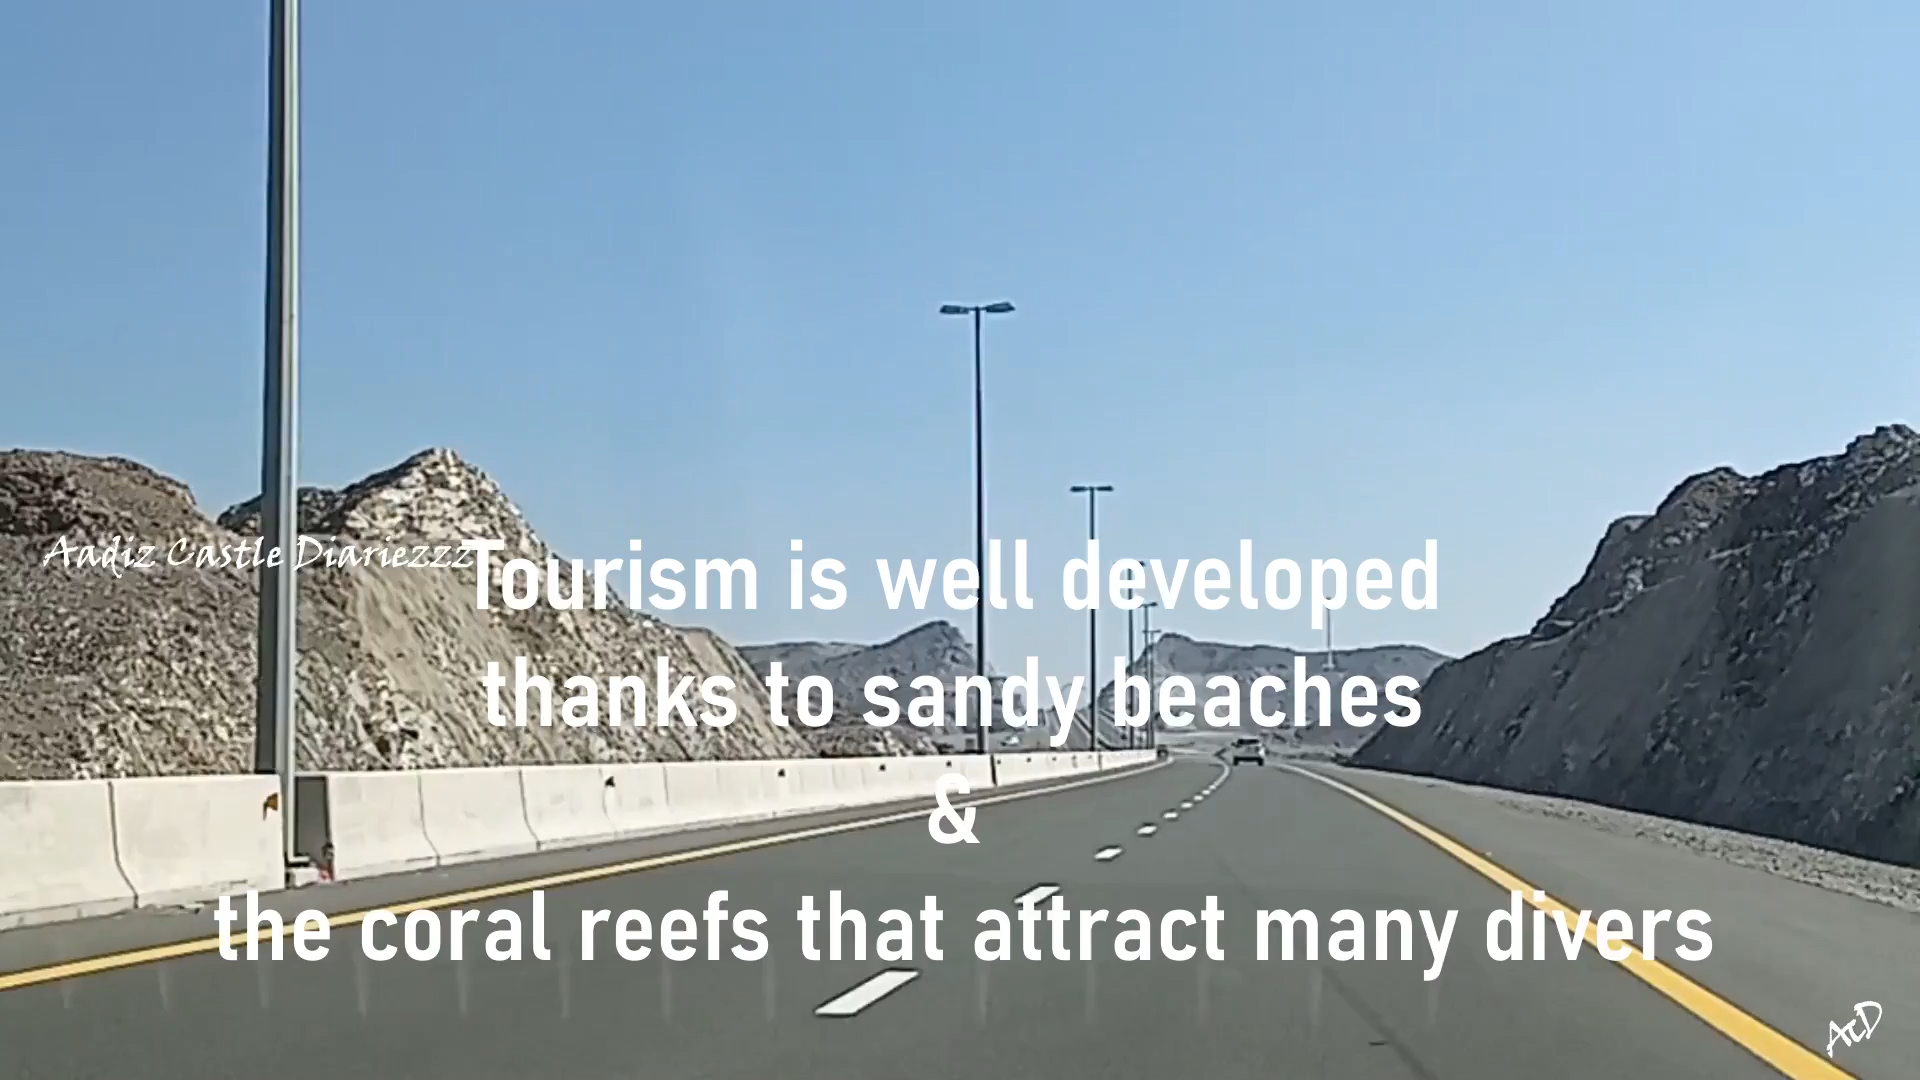 Aadiz Castle Diariezzz
Tourism is well developed
thanks to sandy beaches
&
the coral reefs that attract many divers
AcD